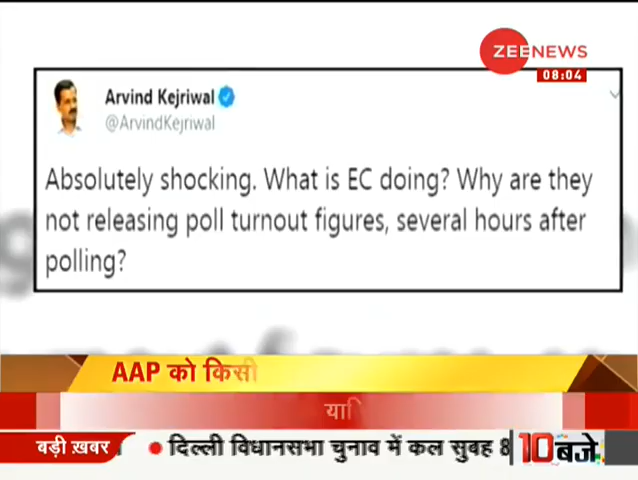 ZEENEWS
08:04
Arvind Kejriwal
@ArvindKejriwal
Absolutely shocking. What is EC doing? Why are they
not releasing poll turnout figures, several hours after
polling?
AAP को किसी
बड़ी ख़बर
दिल्ली विधानसभा चुनाव में कल सुबह 8
10 बजे